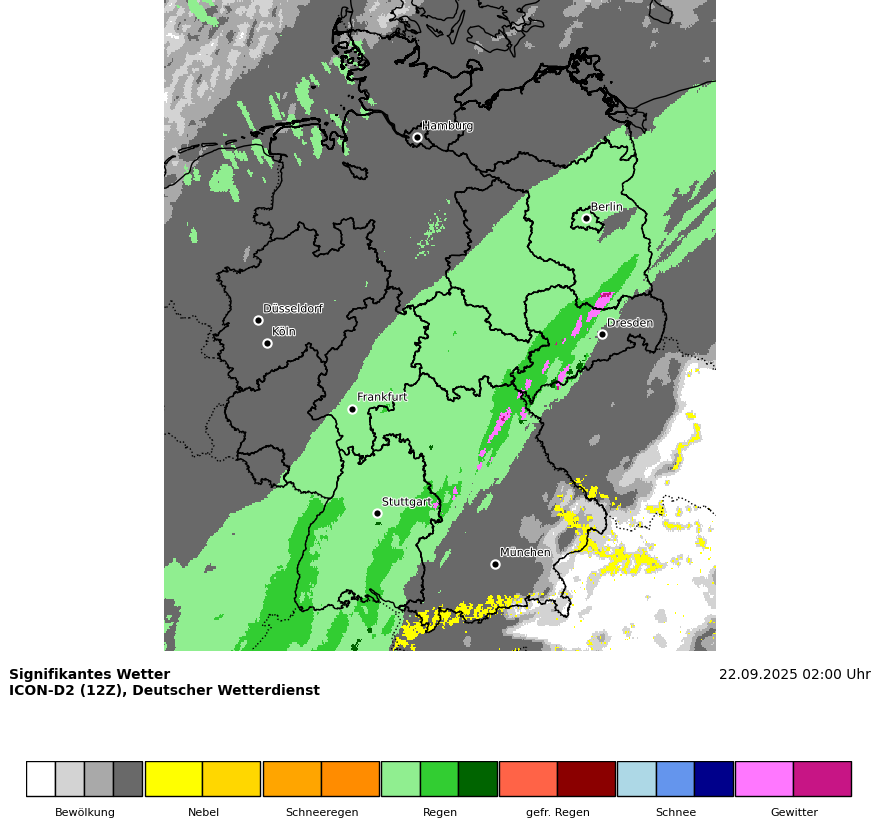 Hamburg
Berlin
Düsseldorf
Köln
Dresden
Frankfurt
Stuttgart
München
Signifikantes Wetter
22.09.2025 02:00 Uhr
ICON-D2 (12Z), Deutscher Wetterdienst
Bewölkung Nebel Schneeregen Regen gefr. Regen Schnee Gewitter